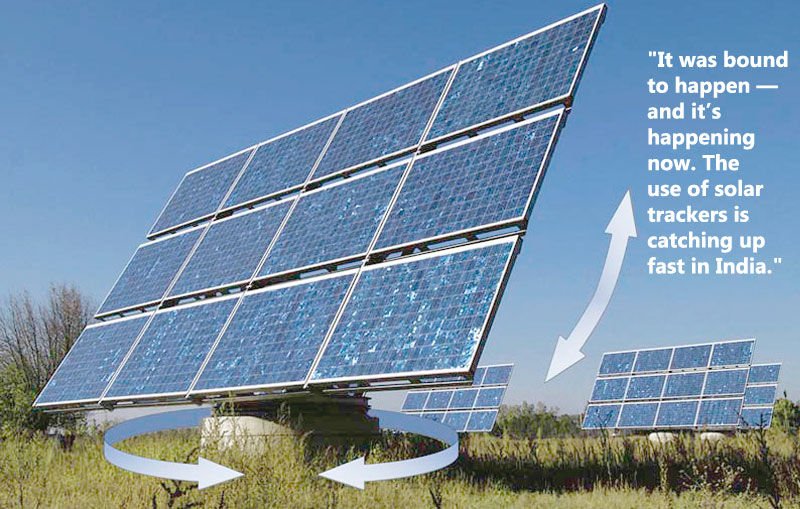 "It was bound
to happen —
and it’s
happening
now. The
use of solar
trackers is
catching up
fast in India."